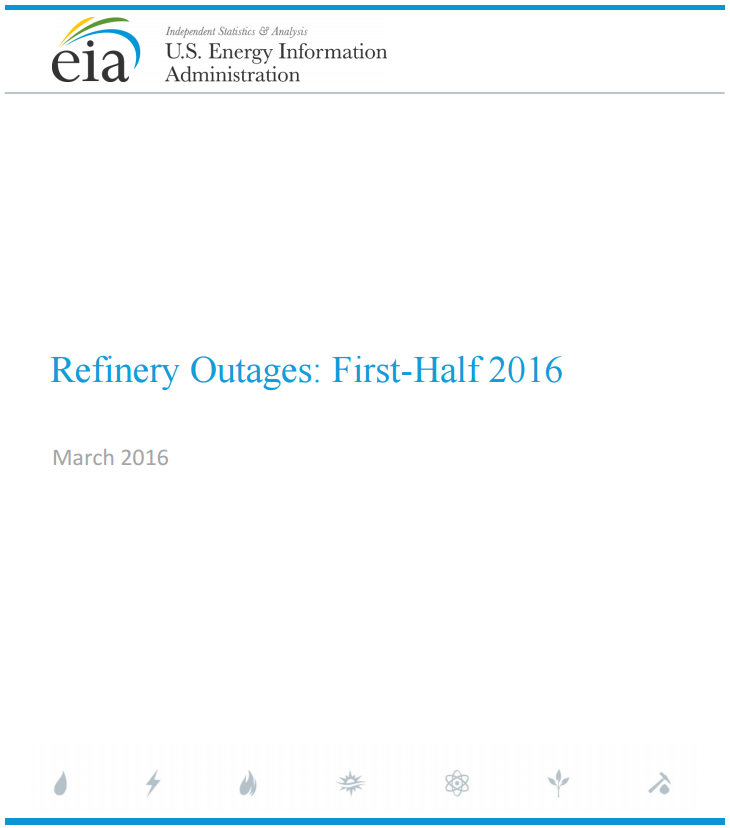 eia
Independent Statistics & Analysis
U.S. Energy Information
Administration
Refinery Outages: First-Half 2016
March 2016